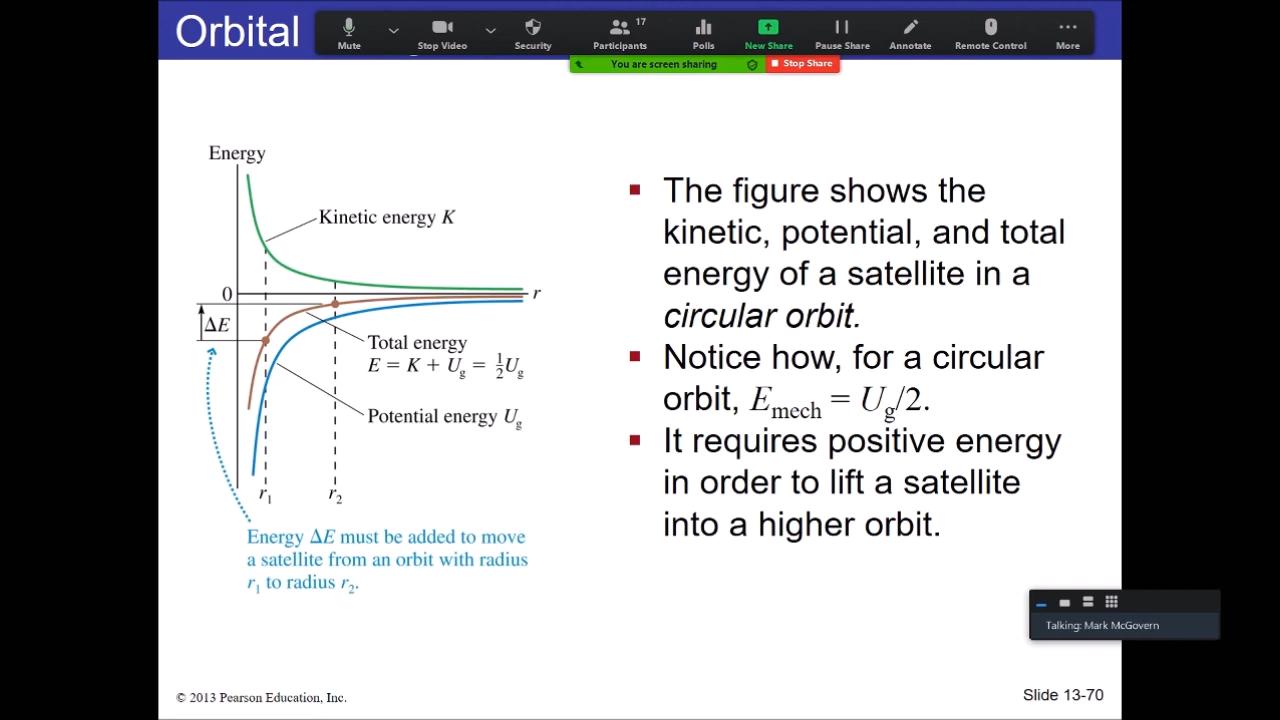 Orbital
Mute
Stop Video
Security
Participants
17
Polls
New Share
Pause Share
Annotate
Remote Control
More
You are screen sharing
Stop Share
Energy
Kinetic energy K
0
r
ΔE
Total energy
E = K + Ug = ½Ug
Potential energy Ug
r1
r2
Energy ΔE must be added to move
a satellite from an orbit with radius
r1 to radius r2.
The figure shows the
kinetic, potential, and total
energy of a satellite in a
circular orbit.
Notice how, for a circular
orbit, Emech = Ug/2.
It requires positive energy
in order to lift a satellite
into a higher orbit.
Talking: Mark McGovern
© 2013 Pearson Education, Inc.
Slide 13-70